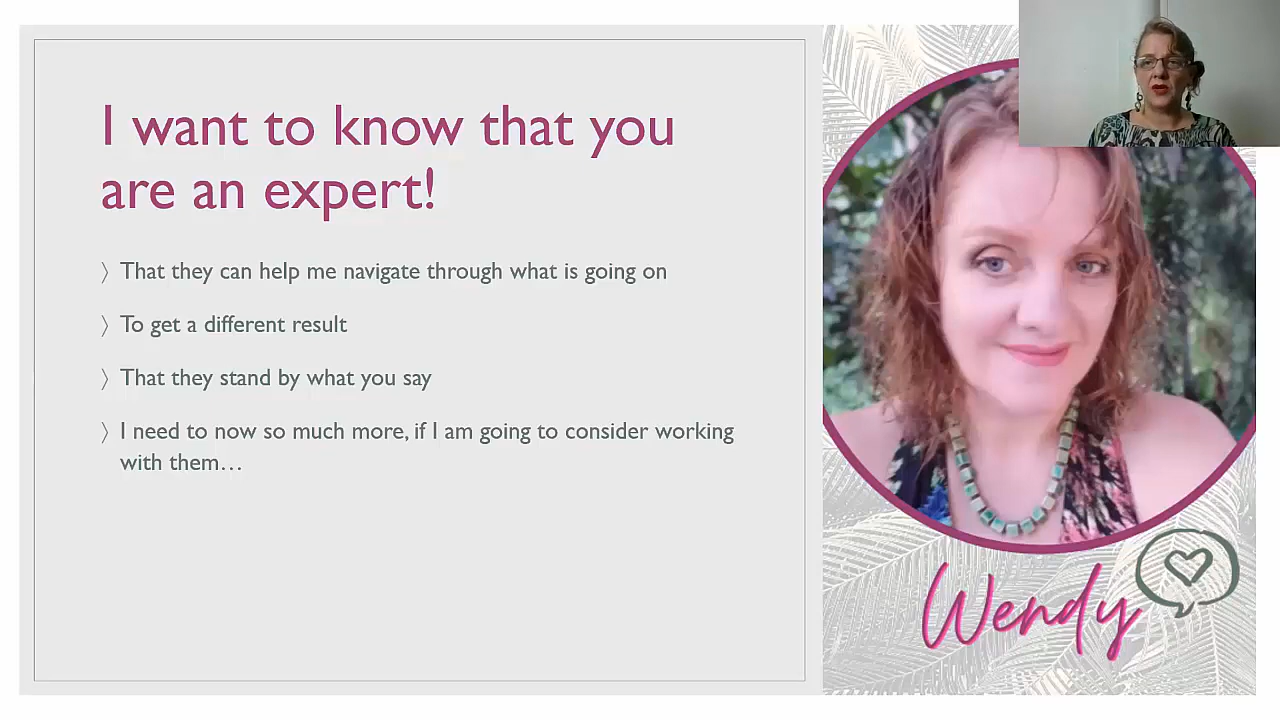 I want to know that you
are an expert!
〉That they can help me navigate through what is going on
〉To get a different result
〉That they stand by what you say
〉I need to now so much more, if I am going to consider working
with them…
Wendy